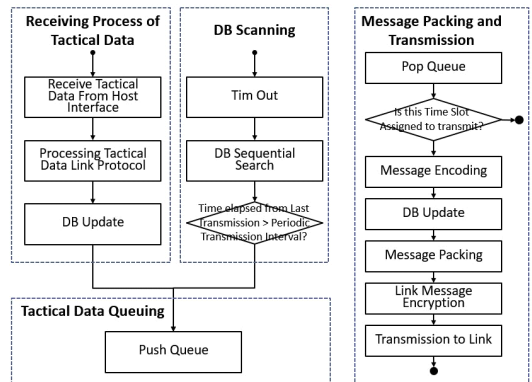 Receiving Process of
Tactical Data
Receive Tactical
Data From Host
Interface
Processing Tactical
Data Link Protocol
DB Update
DB Scanning
Tim Out
DB Sequential
Search
Time elapsed from Last
Transmission > Periodic
Transmission Interval?
Tactical Data Queuing
Push Queue
Message Packing and
Transmission
Pop Queue
Is this Time Slot
Assigned to transmit?
Message Encoding
DB Update
Message Packing
Link Message
Encryption
Transmission to Link